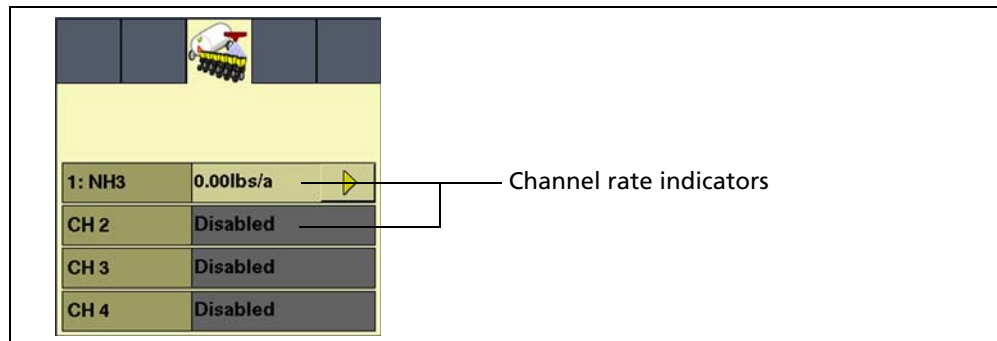 1: NH3 0.00lbs/a
Channel rate indicators
CH 2 Disabled
CH 3 Disabled
CH 4 Disabled